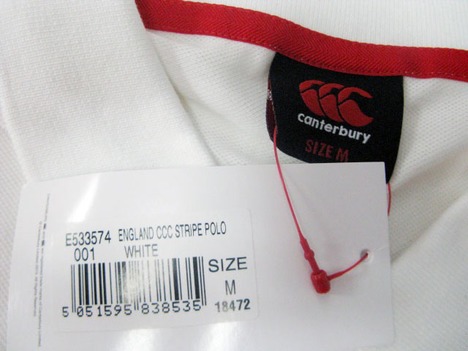 canterbury
SIZE M
E533574 ENGLAND CCC STRIPE POLO
001 WHITE
SIZE
M
18472
5 051595 838535